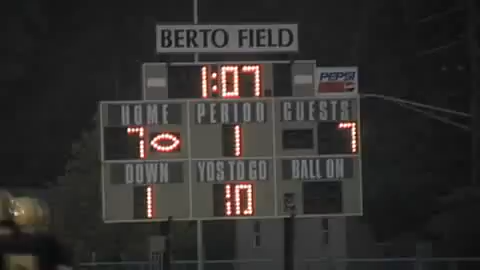 BERTO FIELD
1:07
PEPSI
HOME PERIOD GUESTS
7 1 7
DOWN YDS TO GO BALL ON
1 10